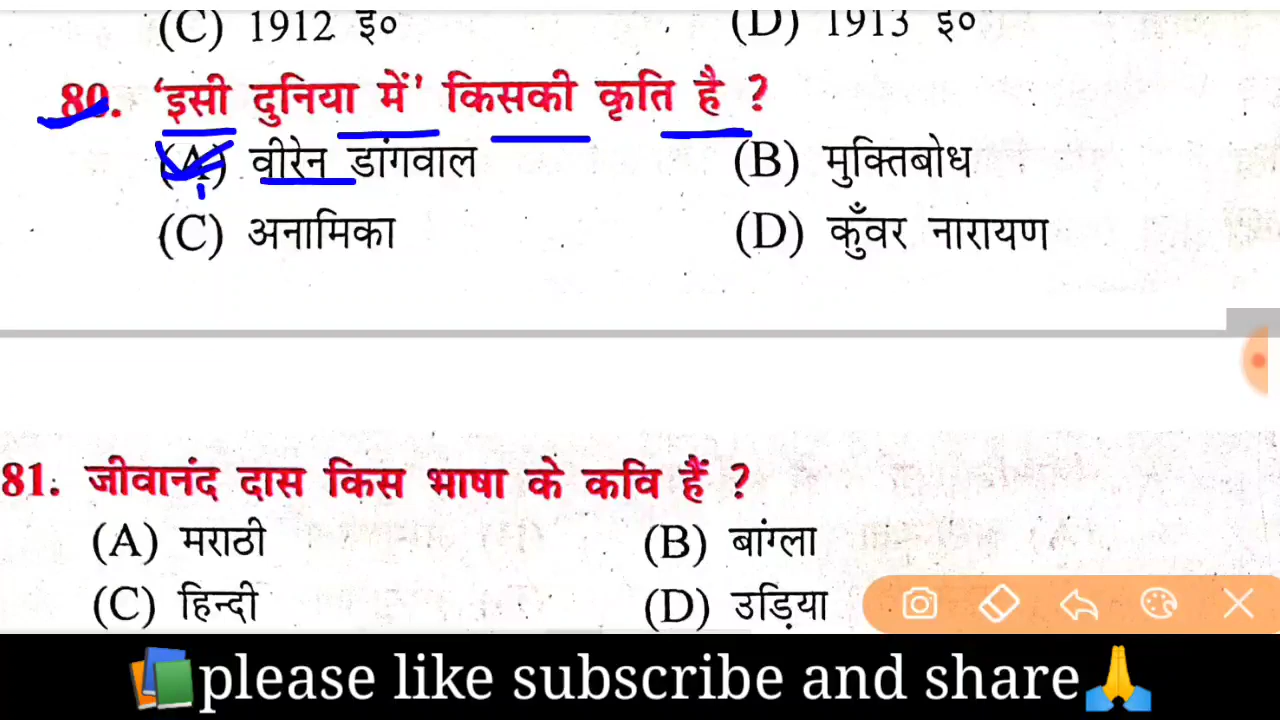 (C) 1912 ई० (D) 1913 ई०
80. 'इसी दुनिया में' किसकी कृति है ?
(A) वीरेन डांगवाल (B) मुक्तिबोध
(C) अनामिका (D) कुँवर नारायण
81. जीवानंद दास किस भाषा के कवि हैं ?
(A) मराठी (B) बांग्ला
(C) हिन्दी (D) उड़िया
please like subscribe and share